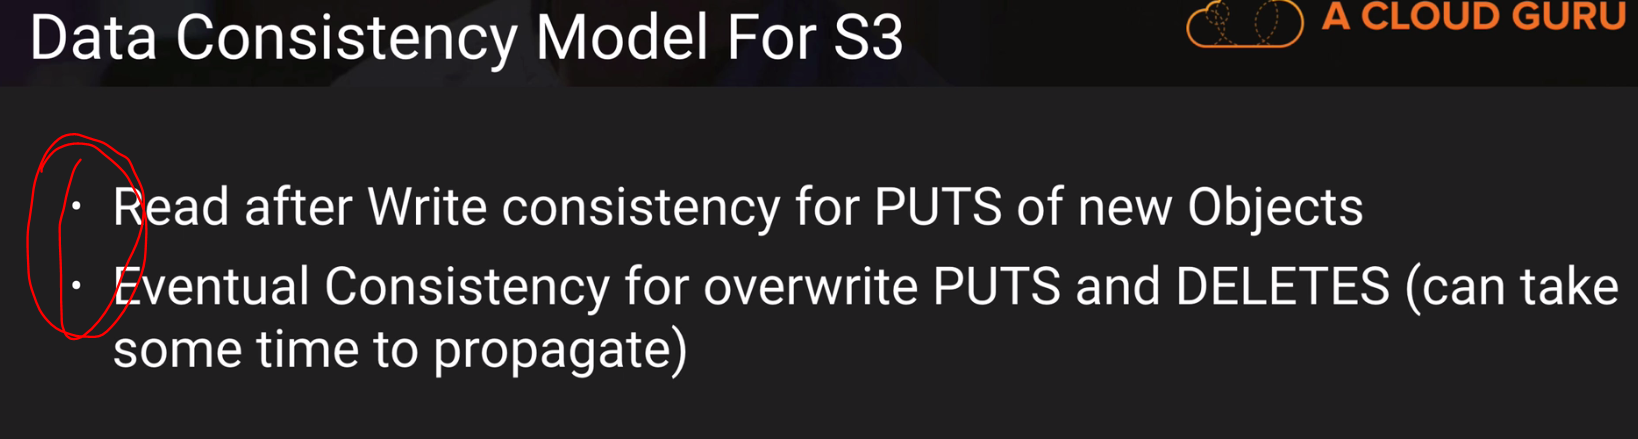 Data Consistency Model For S3
A CLOUD GURU
• Read after Write consistency for PUTS of new Objects
• Eventual Consistency for overwrite PUTS and DELETES (can take
some time to propagate)